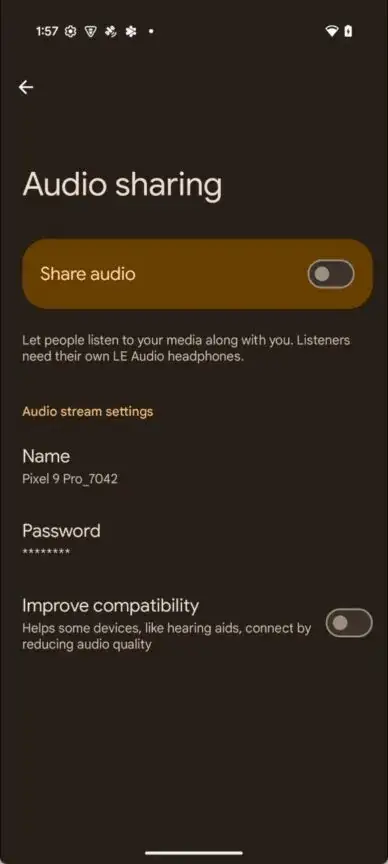 1:57
Audio sharing
Share audio
Let people listen to your media along with you. Listeners
need their own LE Audio headphones.
Audio stream settings
Name
Pixel 9 Pro_7042
Password
********
Improve compatibility
Helps some devices, like hearing aids, connect by
reducing audio quality